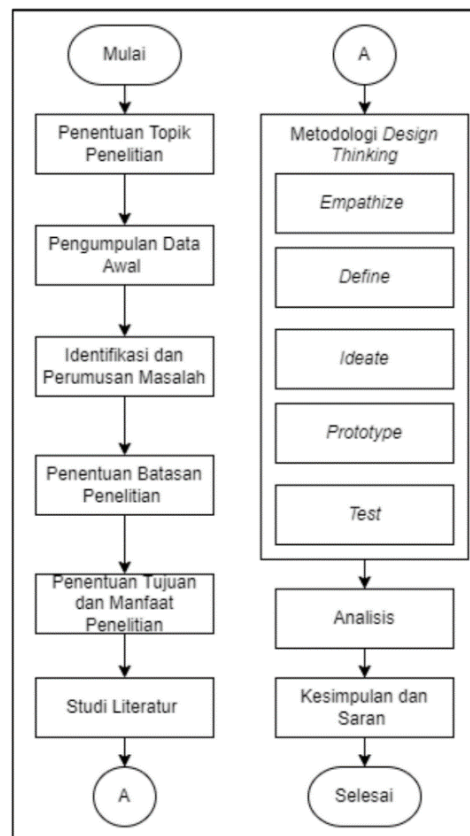 Mulai
Penentuan Topik
Penelitian
Pengumpulan Data
Awal
Identifikasi dan
Perumusan Masalah
Penentuan Batasan
Penelitian
Penentuan Tujuan
dan Manfaat
Penelitian
Studi Literatur
A
A
Metodologi Design
Thinking
Empathize
Define
Ideate
Prototype
Test
Analisis
Kesimpulan dan
Saran
Selesai